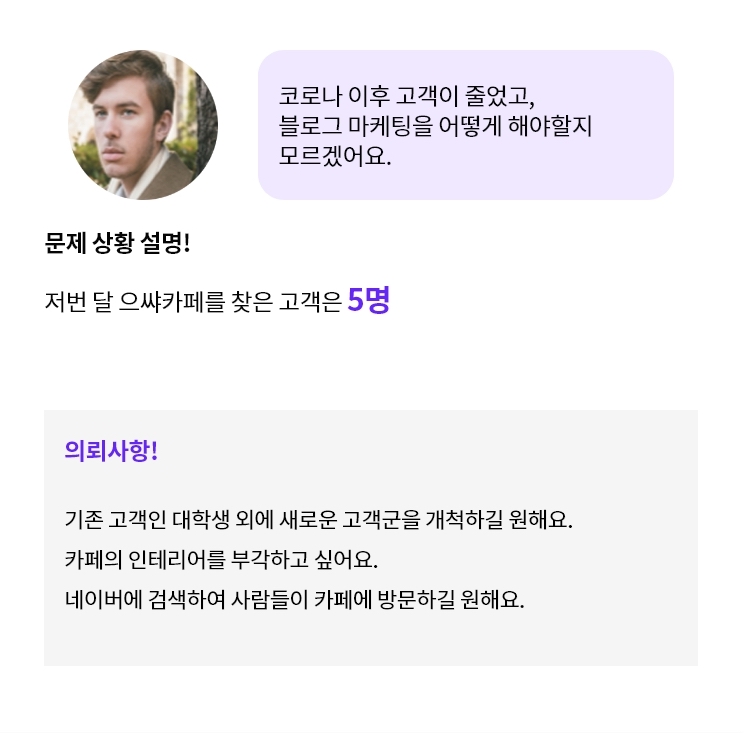 코로나 이후 고객이 줄었고,
블로그 마케팅을 어떻게 해야할지
모르겠어요.
문제 상황 설명!
저번 달 으쌰카페를 찾은 고객은 5명
의뢰사항!
기존 고객인 대학생 외에 새로운 고객군을 개척하길 원해요.
카페의 인테리어를 부각하고 싶어요.
네이버에 검색하여 사람들이 카페에 방문하길 원해요.